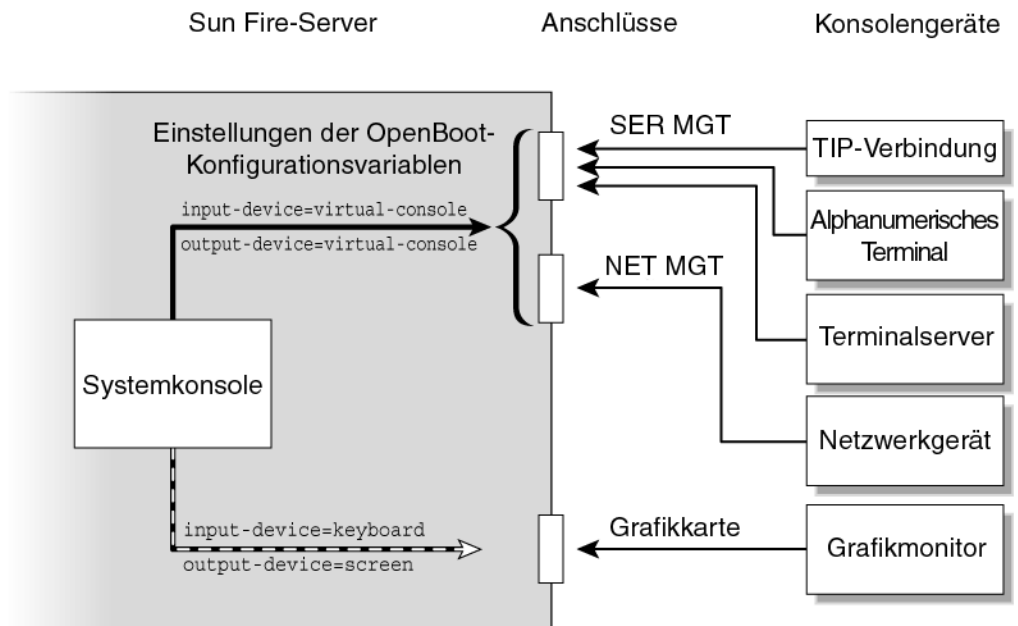 Sun Fire-Server
Anschlüsse
Konsolengeräte
Einstellungen der OpenBoot-
Konfigurationsvariablen
input-device=virtual-console
output-device=virtual-console
Systemkonsole
input-device=keyboard
output-device=screen
SER MGT
NET MGT
Grafikkarte
TIP-Verbindung
Alphanumerisches
Terminal
Terminalserver
Netzwerkgerät
Grafikmonitor